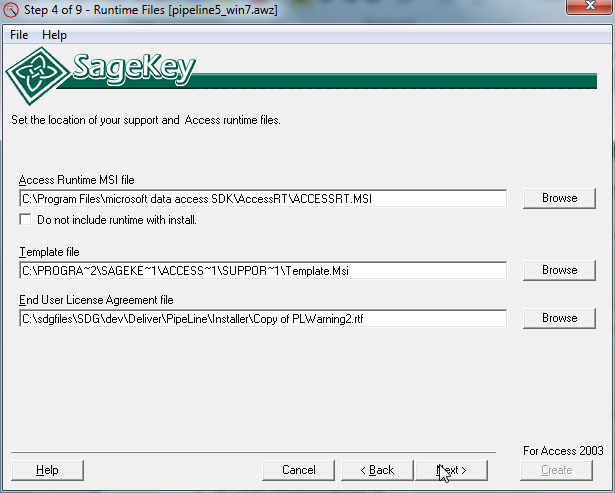 Step 4 of 9 - Runtime Files [pipeline5_win7.awz]
File Help
SageKey
Set the location of your support and Access runtime files.
Access Runtime MSI file
C:\Program Files\microsoft data access SDK\AccessRT\ACCESSRT.MSI
Browse
Do not include runtime with install.
Template file
C:\PROGRA~2\SAGEKE~1\ACCESS~1\SUPPOR~1\Template.Msi
Browse
End User License Agreement file
C:\sdgfiles\SDG\dev\Deliver\PipeLine\Installer\Copy of PLWarning2.rtf
Browse
For Access 2003
Help Cancel < Back Next > Create